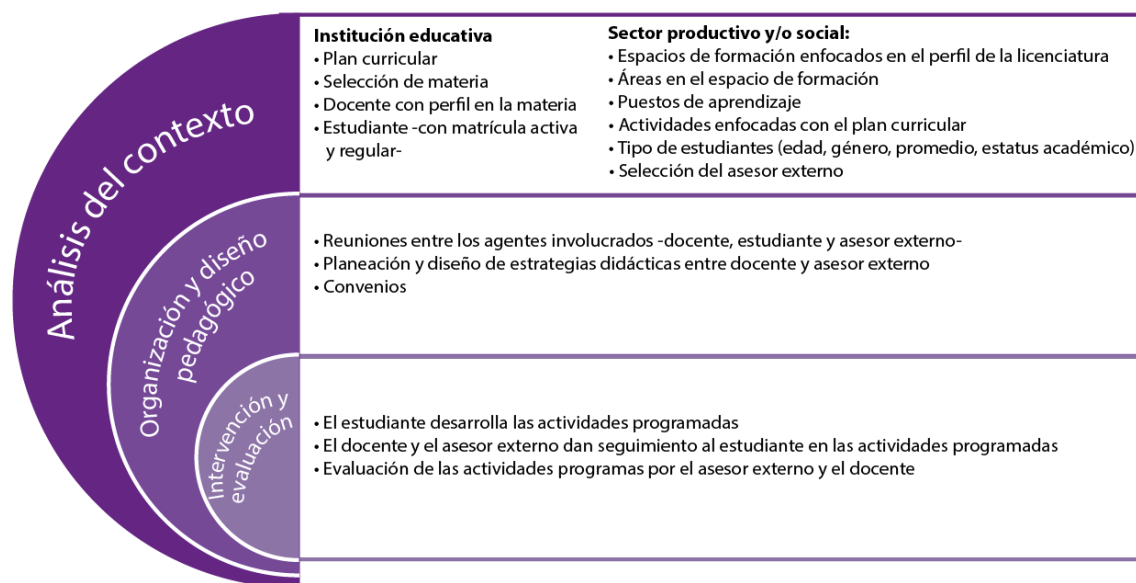 Análisis del contexto
Institución educativa
• Plan curricular
• Selección de materia
• Docente con perfil en la materia
• Estudiante -con matrícula activa
y regular-
Sector productivo y/o social:
• Espacios de formación enfocados en el perfil de la licenciatura
• Áreas en el espacio de formación
• Puestos de aprendizaje
• Actividades enfocadas con el plan curricular
• Tipo de estudiantes (edad, género, promedio, estatus académico)
• Selección del asesor externo
Organización y diseño
pedagógico
• Reuniones entre los agentes involucrados -docente, estudiante y asesor externo-
• Planeación y diseño de estrategias didácticas entre docente y asesor externo
• Convenios
Intervención y
evaluación
• El estudiante desarrolla las actividades programadas
• El docente y el asesor externo dan seguimiento al estudiante en las actividades programadas
• Evaluación de las actividades programas por el asesor externo y el docente